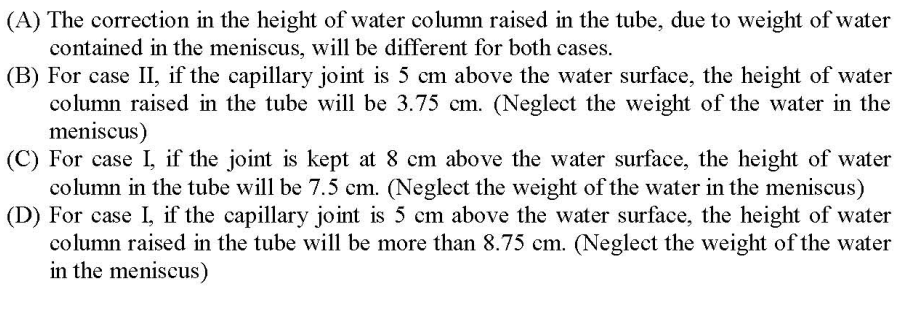 (A) The correction in the height of water column raised in the tube, due to weight of water
contained in the meniscus, will be different for both cases.
(B) For case II, if the capillary joint is 5 cm above the water surface, the height of water
column raised in the tube will be 3.75 cm. (Neglect the weight of the water in the
meniscus)
(C) For case I, if the joint is kept at 8 cm above the water surface, the height of water
column in the tube will be 7.5 cm. (Neglect the weight of the water in the meniscus)
(D) For case I, if the capillary joint is 5 cm above the water surface, the height of water
column raised in the tube will be more than 8.75 cm. (Neglect the weight of the water
in the meniscus)